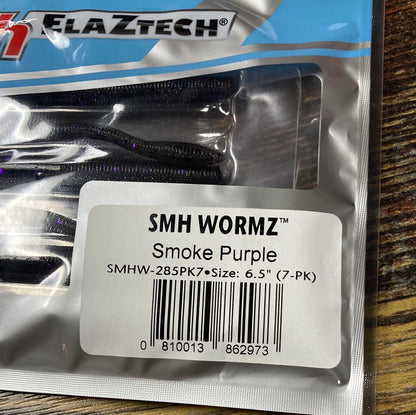 ELAZTECH®
SMH WORMZ™
Smoke Purple
SMHW-285PK7•Size: 6.5" (7-PK)
0 810013 862973